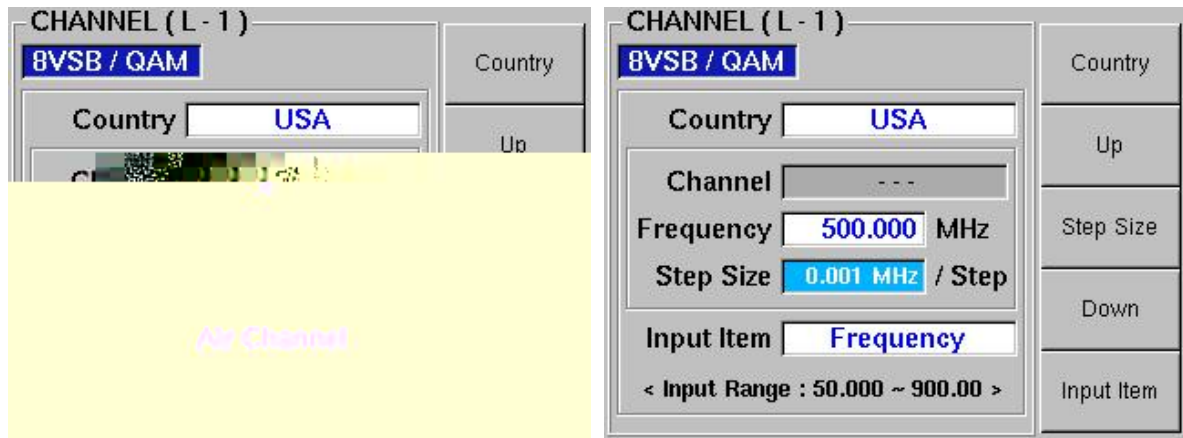 CHANNEL ( L - 1 )
8VSB / QAM
Country USA
Country
Up
Air Channel
CHANNEL ( L - 1 )
8VSB / QAM
Country USA
Channel - - -
Frequency 500.000 MHz
Step Size 0.001 MHz / Step
Input Item Frequency
< Input Range : 50.000 ~ 900.00 >
Country
Up
Step Size
Down
Input Item